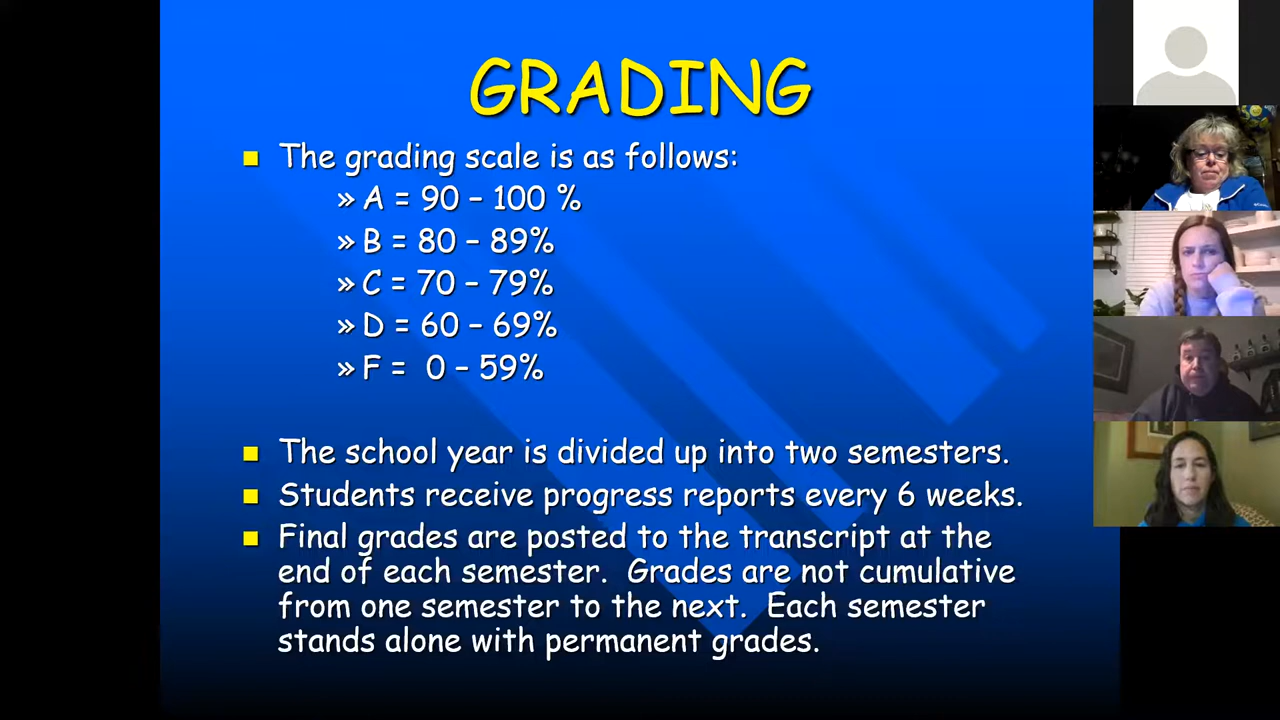 GRADING
The grading scale is as follows:
» A = 90 – 100 %
» B = 80 – 89%
» C = 70 – 79%
» D = 60 – 69%
» F = 0 – 59%
The school year is divided up into two semesters.
Students receive progress reports every 6 weeks.
Final grades are posted to the transcript at the
end of each semester. Grades are not cumulative
from one semester to the next. Each semester
stands alone with permanent grades.